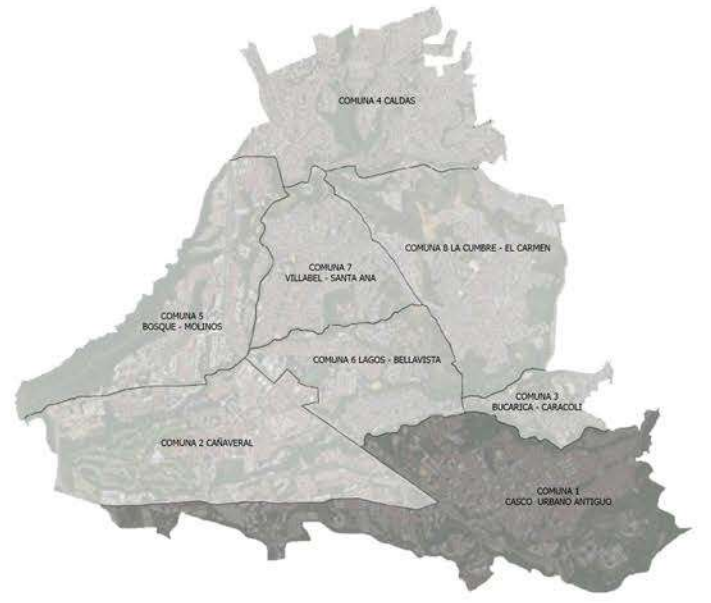 COMUNA 4 CALDAS
COMUNA 8 LA CUMBRE - EL CARMEN
COMUNA 7
VILLABEL - SANTA ANA
COMUNA 5
BOSQUE - MOLINOS
COMUNA 6 LAGOS - BELLAVISTA
COMUNA 3
BUCARICA - CARACOLI
COMUNA 2 CAÑAVERAL
COMUNA 1
CASCO URBANO ANTIGUO